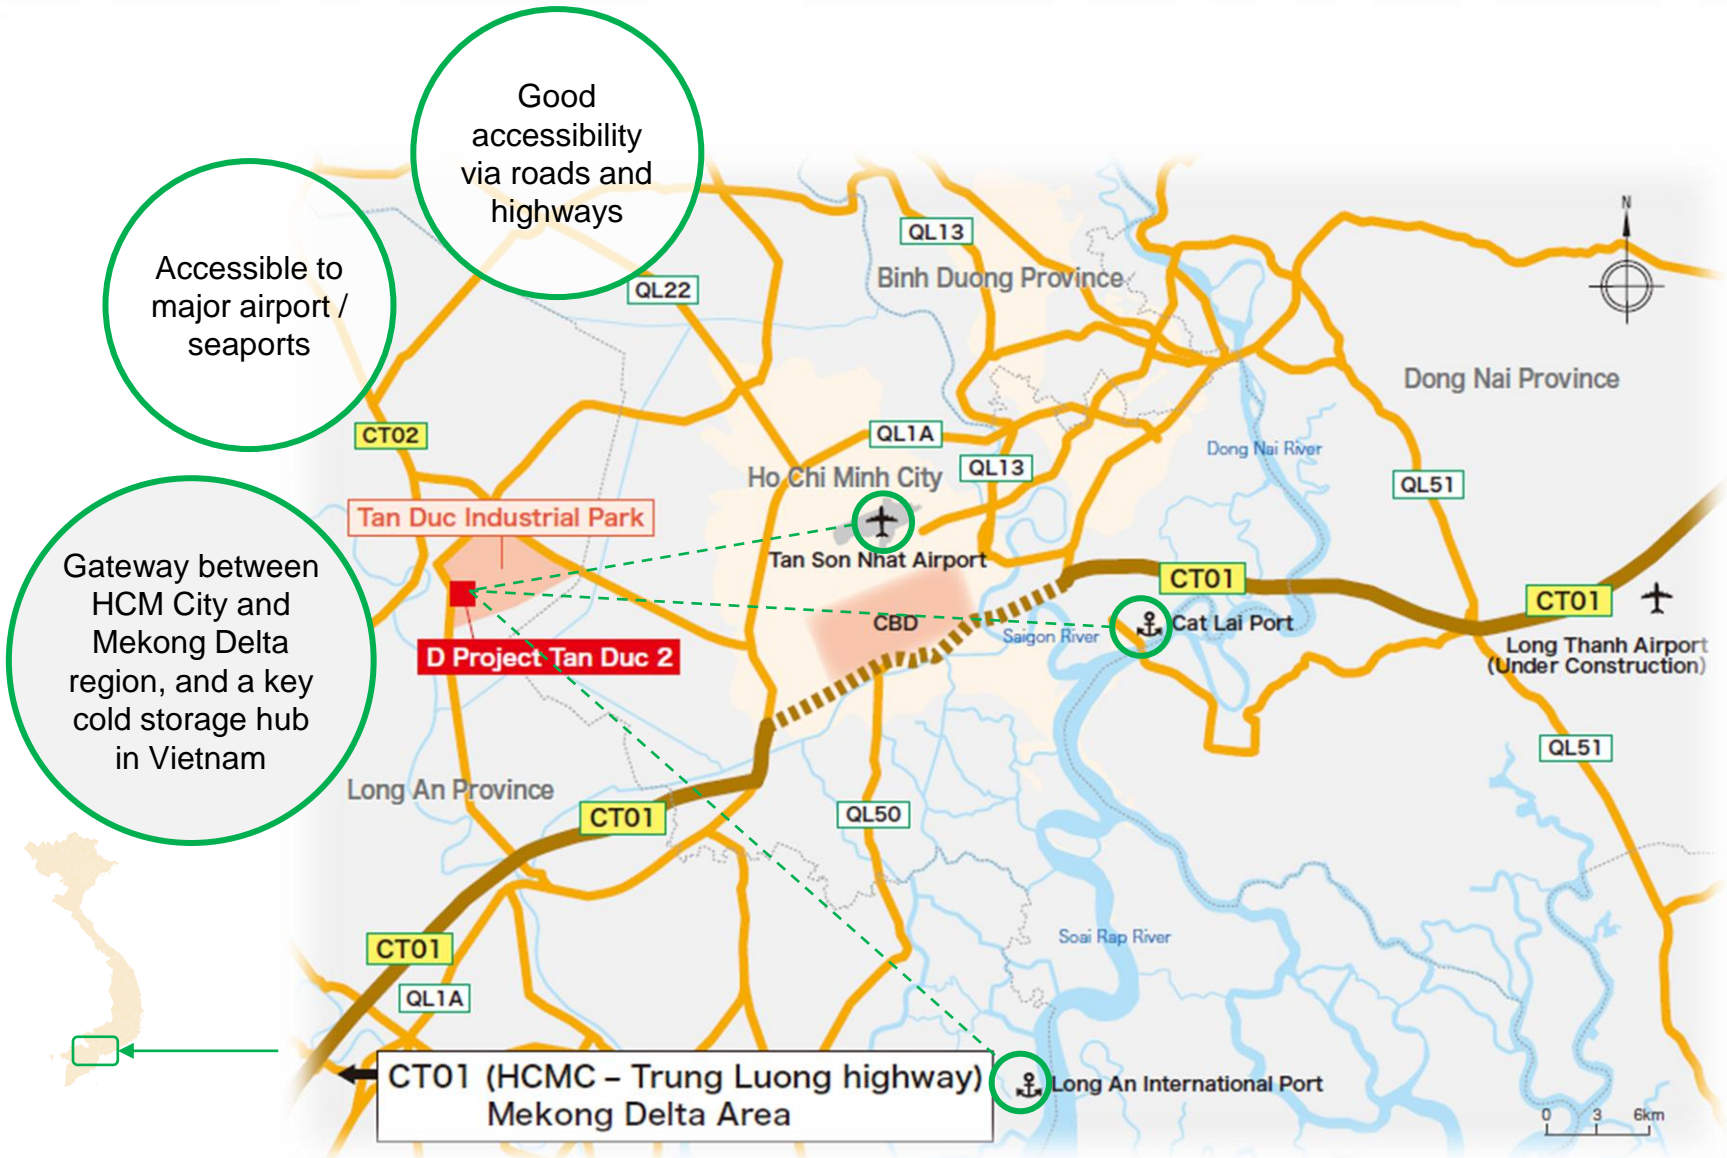 Good
accessibility
via roads and
highways
Accessible to
major airport /
seaports
Gateway between
HCM City and
Mekong Delta
region, and a key
cold storage hub
in Vietnam
N
QL13
Binh Duong Province
QL22
Dong Nai Province
CT02
QL1A
Dong Nai River
Ho Chi Minh City
QL13
QL51
Tan Duc Industrial Park
Tan Son Nhat Airport
CT01
CT01
CBD
Saigon River
Cat Lai Port
Long Thanh Airport
(Under Construction)
D Project Tan Duc 2
QL51
Long An Province
CT01
QL50
Soai Rap River
CT01
QL1A
CT01 (HCMC – Trung Luong highway)
Mekong Delta Area
Long An International Port
0 3 6km